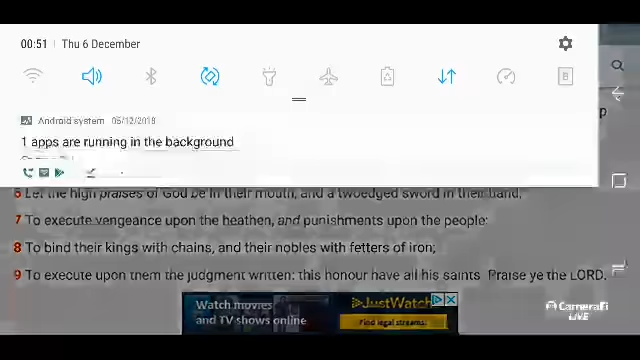 00:51 | Thu 6 December
B
Android system 06/12/2018
1 apps are running in the background
p
6 Let the high praises of God be in their mouth, and a twoedged sword in their hand;
7 To execute vengeance upon the heathen, and punishments upon the people;
8 To bind their kings with chains, and their nobles with fetters of iron;
9 To execute upon them the judgment written: this honour have all his saints. Praise ye the LORD.
Watch movies
and TV shows online
JustWatch
Find legal streams
CameraFi
LIVE